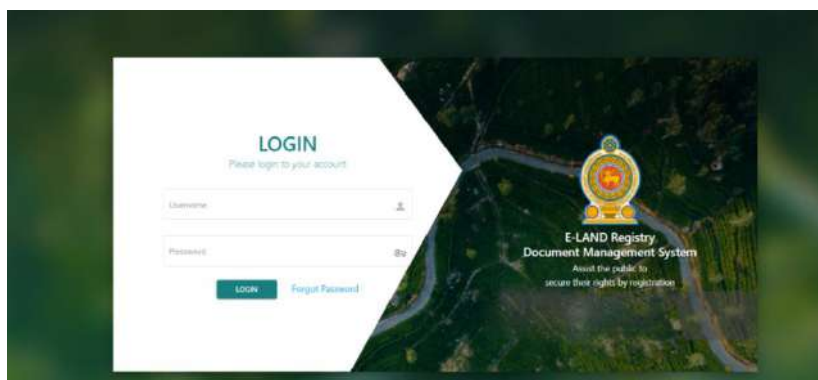 LOGIN
Please login to your account
Username
Password
LOGIN
Forgot Password
E-LAND Registry
Document Management System
Assist the public to
secure their rights by registration